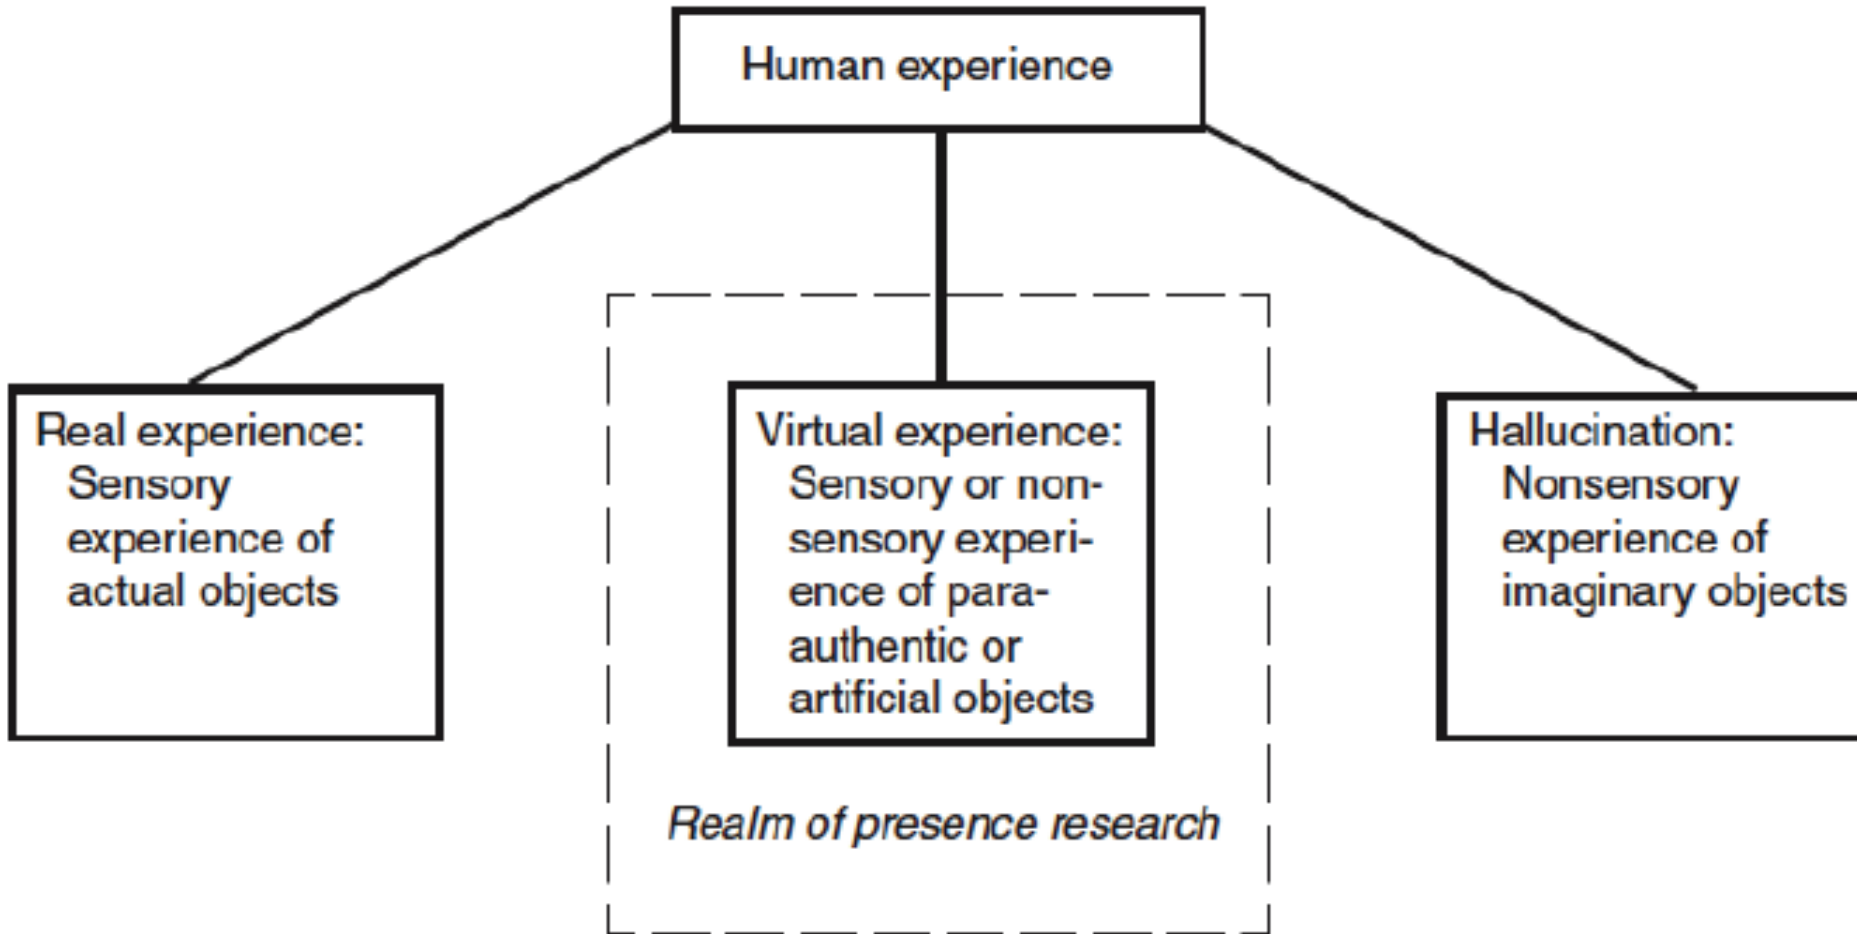 Human experience
Real experience:
Sensory
experience of
actual objects
Virtual experience:
Sensory or non-
sensory experi-
ence of para-
authentic or
artificial objects
Hallucination:
Nonsensory
experience of
imaginary objects
Realm of presence research